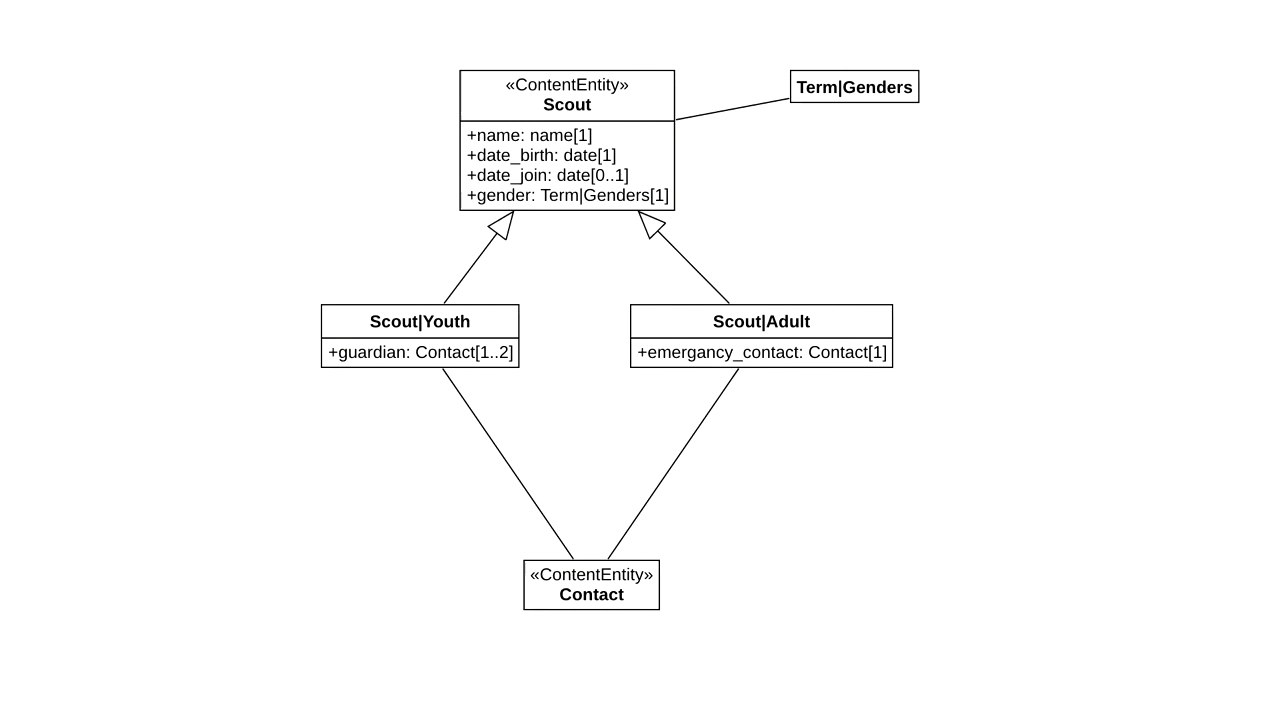 «ContentEntity»
Scout
+name: name[1]
+date_birth: date[1]
+date_join: date[0..1]
+gender: Term|Genders[1]
Term|Genders
Scout|Youth
+guardian: Contact[1..2]
Scout|Adult
+emergancy_contact: Contact[1]
«ContentEntity»
Contact